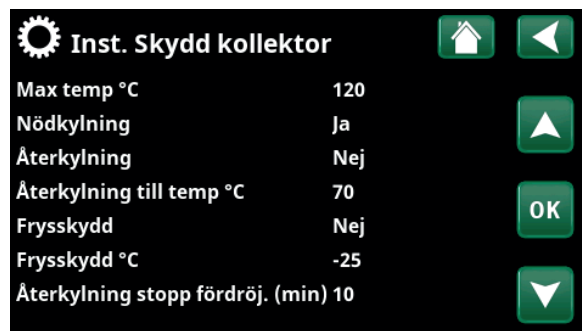 Inst. Skydd kollektor
Max temp °C 120
Nödkylning Ja
Återkylning Nej
Återkylning till temp °C 70
OK
Frysskydd Nej
Frysskydd °C -25
Återkylning stopp fördröj. (min) 10